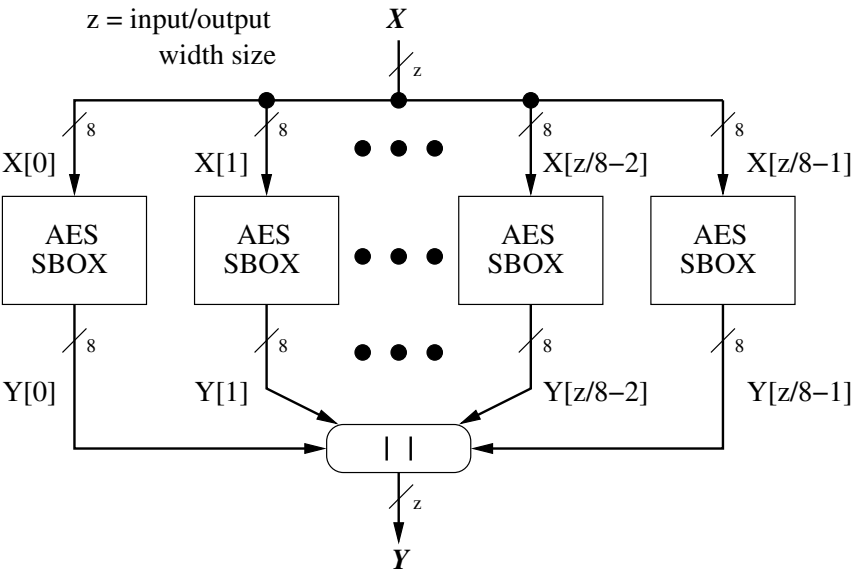 z = input/output
width size
X
z
8 8 8 8
X[0] X[1] X[z/8−2] X[z/8−1]
AES AES AES AES
SBOX SBOX SBOX SBOX
8 8 8 8
Y[0] Y[1] Y[z/8−2] Y[z/8−1]
||
z
Y